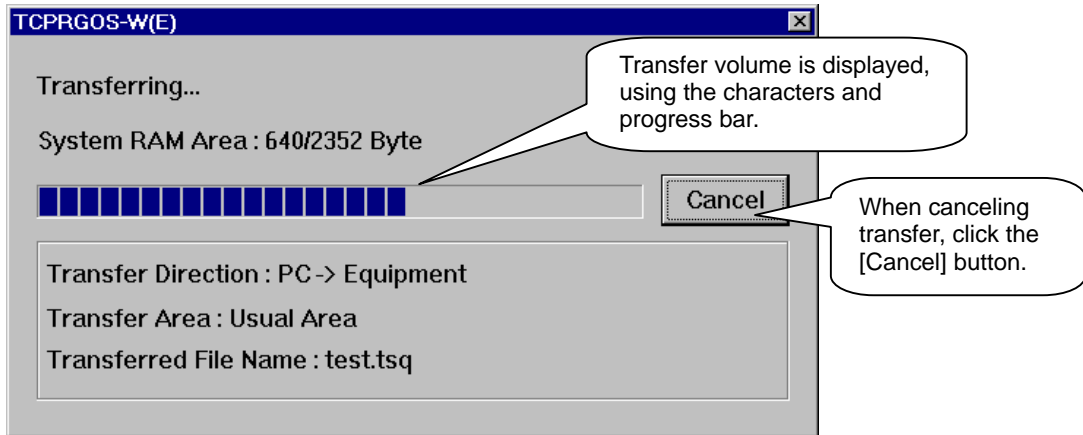 TCPRGOS-W(E)
Transferring...
System RAM Area : 640/2352 Byte
Transfer volume is displayed,
using the characters and
progress bar.
Cancel
When canceling
transfer, click the
[Cancel] button.
Transfer Direction : PC -> Equipment
Transfer Area : Usual Area
Transferred File Name : test.tsq